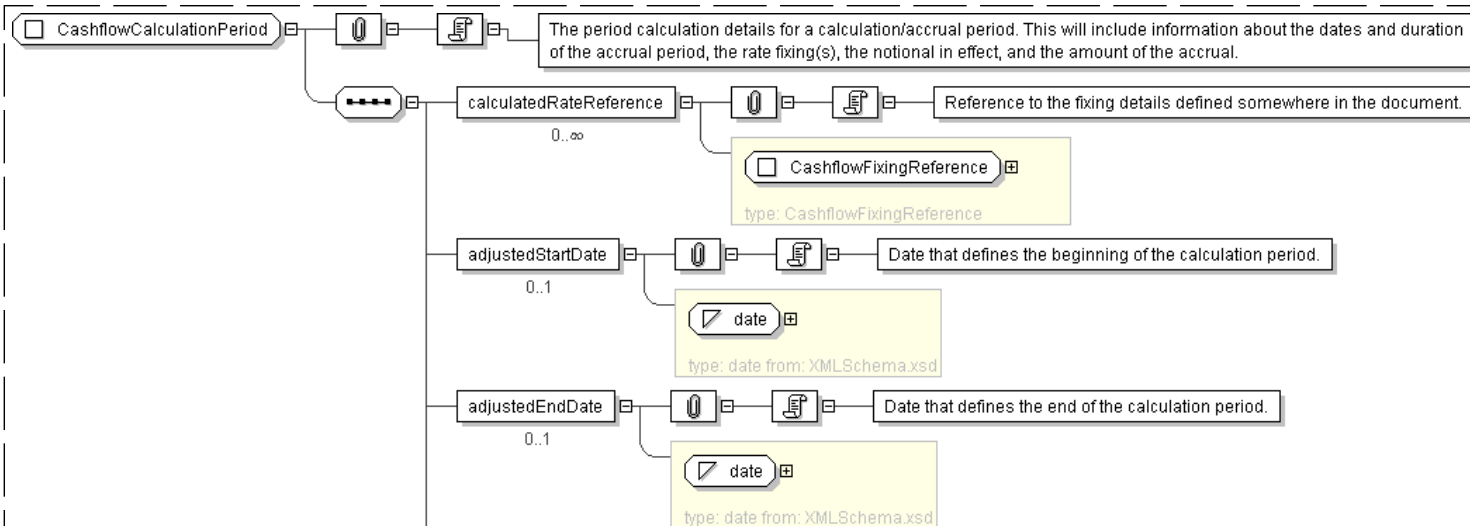 CashflowCalculationPeriod
The period calculation details for a calculation/accrual period. This will include information about the dates and duration
of the accrual period, the rate fixing(s), the notional in effect, and the amount of the accrual.
calculatedRateReference
Reference to the fixing details defined somewhere in the document.
0..∞
CashflowFixingReference
type: CashflowFixingReference
adjustedStartDate
Date that defines the beginning of the calculation period.
0..1
date
type: date from: XMLSchema.xsd
adjustedEndDate
Date that defines the end of the calculation period.
0..1
date
type: date from: XMLSchema.xsd